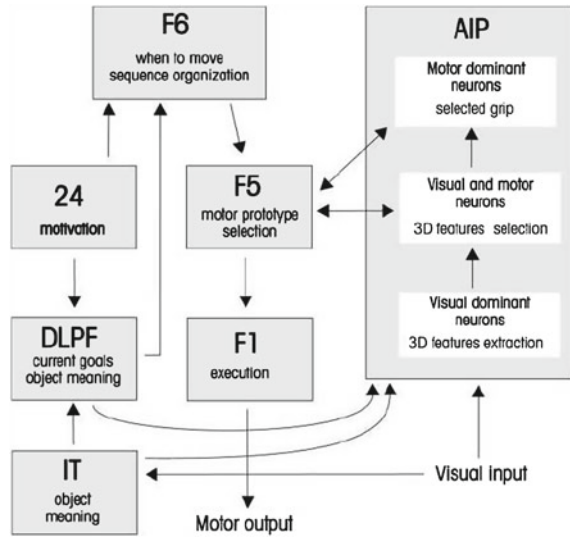 F6
when to move
sequence organization
AIP
Motor dominant
neurons
selected grip
24
motivation
F5
motor prototype
selection
Visual and motor
neurons
3D features selection
DLPF
current goals
object meaning
F1
execution
Visual dominant
neurons
3D features extraction
IT
object
meaning
Visual input
Motor output